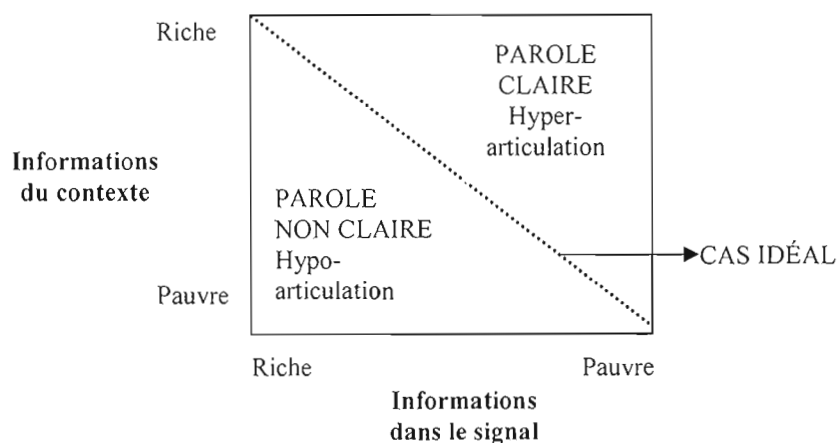 Riche
PAROLE
CLAIRE
Hyper-
articulation
Informations
du contexte
PAROLE
NON CLAIRE
Hypo-
articulation
CAS IDÉAL
Pauvre
Riche
Pauvre
Informations
dans le signal